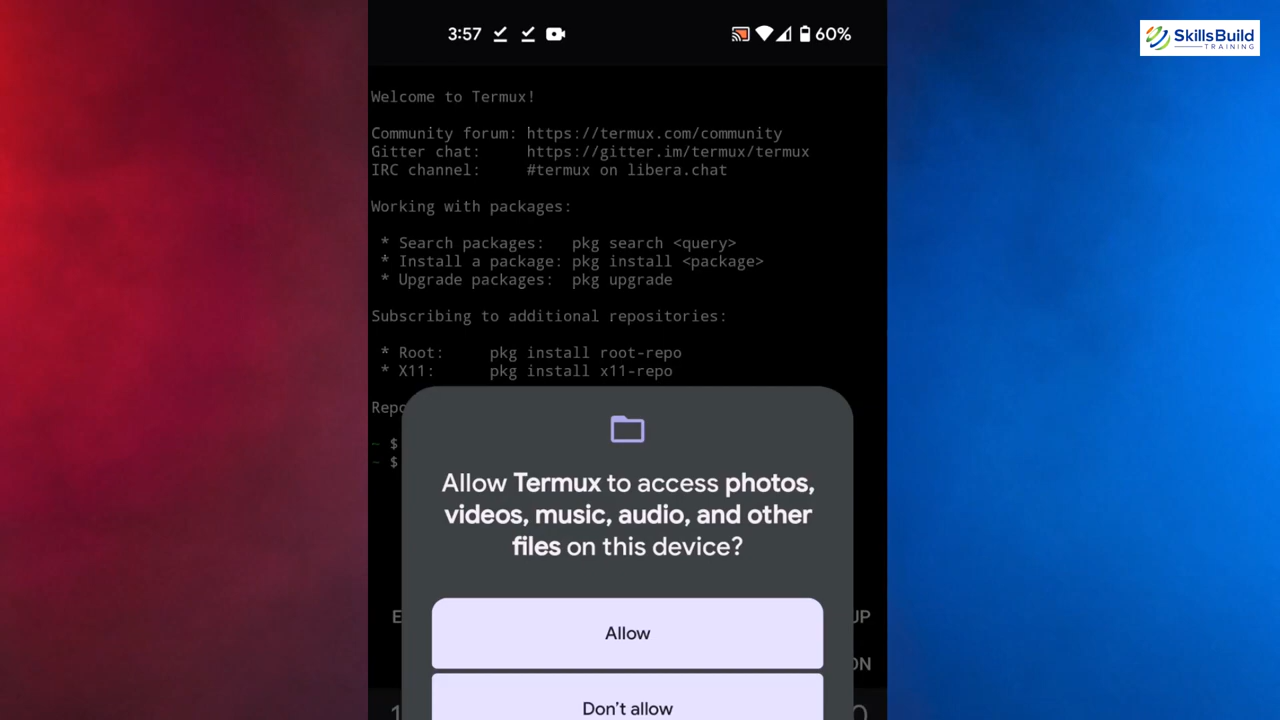 3:57
60%
SkillsBuild
TRAINING
Welcome to Termux!
Community forum: https://termux.com/community
Gitter chat: https://gitter.im/termux/termux
IRC channel: #termux on libera.chat
Working with packages:
* Search packages: pkg search <query>
* Install a package: pkg install <package>
* Upgrade packages: pkg upgrade
Subscribing to additional repositories:
* Root: pkg install root-repo
* X11: pkg install x11-repo
~ $
~ $
Allow Termux to access photos,
videos, music, audio, and other
files on this device?
Allow
Don't allow